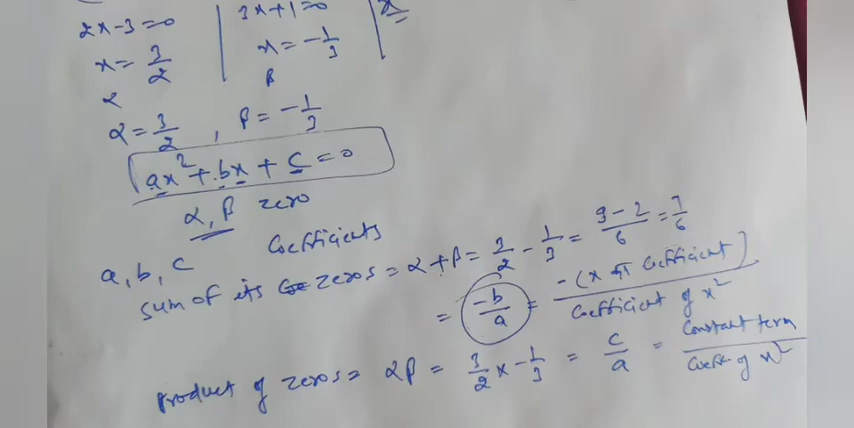 2x-3=0 | 3x+1=0
x = 3/2 | x = -1/3
α β
α = 3/2 , β = -1/3
ax² + bx + c = 0
α, β zero
a, b, c Coefficients
sum of its zeros = α + β = 3/2 - 1/3 = (9-2)/6 = 7/6
= -b/a = -(x Coefficient)/Coefficient of x²
product of zeros = αβ = 3/2 x -1/3 = c/a = Constant term/Coeff. of x²